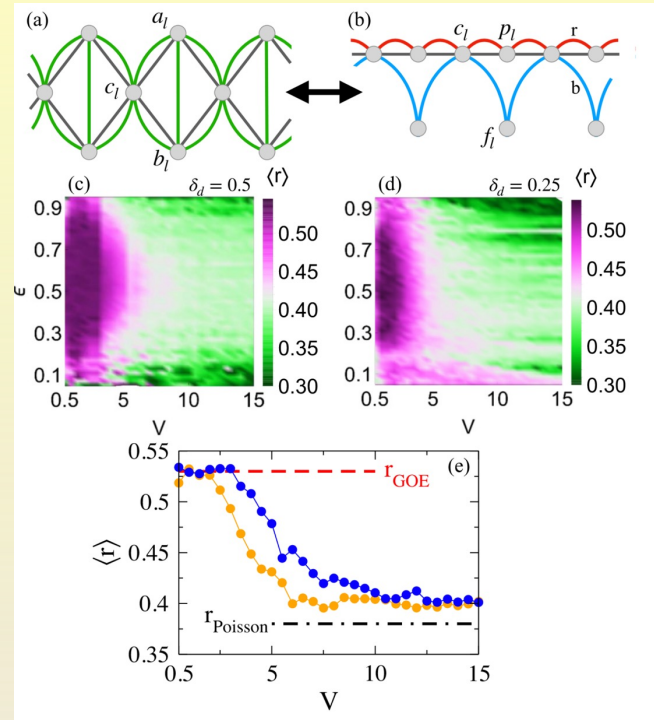 (a)
a_l
c_l
b_l
(b)
c_l p_l r
b
f_l
(c) δ_d = 0.5 ⟨r⟩
0.9
0.7
0.5
0.3
0.1
ϵ
0.5 5 10 15
V
0.50
0.45
0.40
0.35
0.30
(d) δ_d = 0.25 ⟨r⟩
0.9
0.7
0.5
0.3
0.1
0.5 5 10 15
V
0.50
0.45
0.40
0.35
0.30
(e)
0.55
0.5
0.45
0.4
0.35
⟨r⟩
r_GOE
r_Poisson
0.5 5 10 15
V